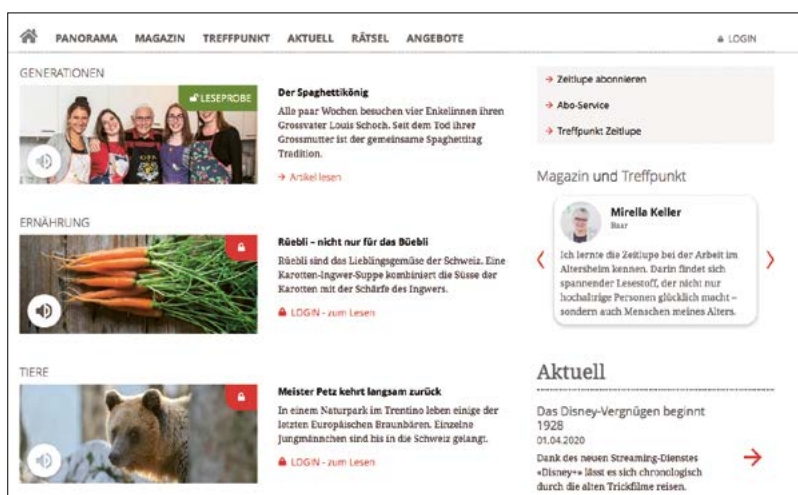 PANORAMA MAGAZIN TREFFPUNKT AKTUELL RÄTSEL ANGEBOTE LOGIN
GENERATIONEN
LESEPROBE
Der Spaghettikönig
Alle paar Wochen besuchen vier Enkelinnen ihren
Grossvater Louis Schoch. Seit dem Tod ihrer
Grossmutter ist der gemeinsame Spaghettitag
Tradition.
→ Artikel lesen
ERNÄHRUNG
Rüebli – nicht nur für das Büebli
Rüebli sind das Lieblingsgemüse der Schweiz. Eine
Karotten-Ingwer-Suppe kombiniert die Süsse der
Karotten mit der Schärfe des Ingwers.
LOGIN - zum Lesen
TIERE
Meister Petz kehrt langsam zurück
In einem Naturpark im Trentino leben einige der
letzten Europäischen Braunbären. Einzelne
Jungmännchen sind bis in die Schweiz gelangt.
LOGIN - zum Lesen
→ Zeitlupe abonnieren
→ Abo-Service
→ Treffpunkt Zeitlupe
Magazin und Treffpunkt
Mirella Keller
Baar
Ich lernte die Zeitlupe bei der Arbeit im
Altersheim kennen. Darin findet sich
spannender Lesestoff, der nicht nur
hochaltrige Personen glücklich macht –
sondern auch Menschen meines Alters.
Aktuell
Das Disney-Vergnügen beginnt
1928
01.04.2020
Dank des neuen Streaming-Dienstes
«Disney+» lässt es sich chronologisch
durch die alten Trickfilme reisen.